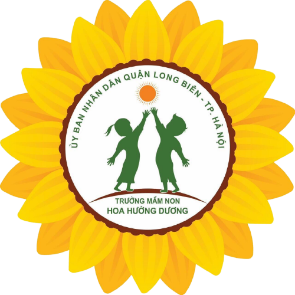 ỦY BAN NHÂN DÂN QUẬN LONG BIÊN - TP. HÀ NỘI
TRƯỜNG MẦM NON
HOA HƯỚNG DƯƠNG